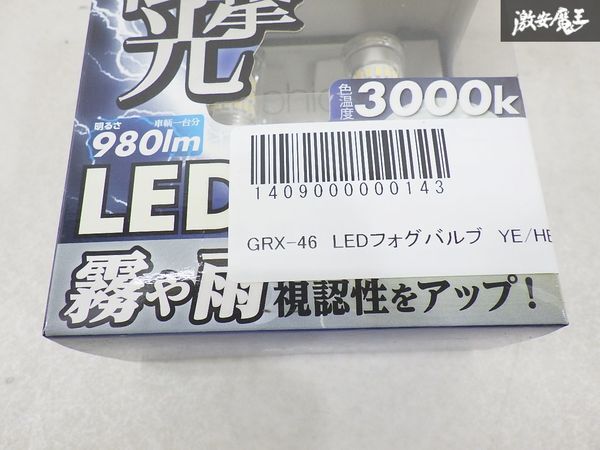 激安魔王
光撃
色温度 3000k
明るさ 車輌一台分
980lm
LED
1409000000143
GRX-46 LEDフォグバルブ YE/HE
霧や雨 視認性をアップ！